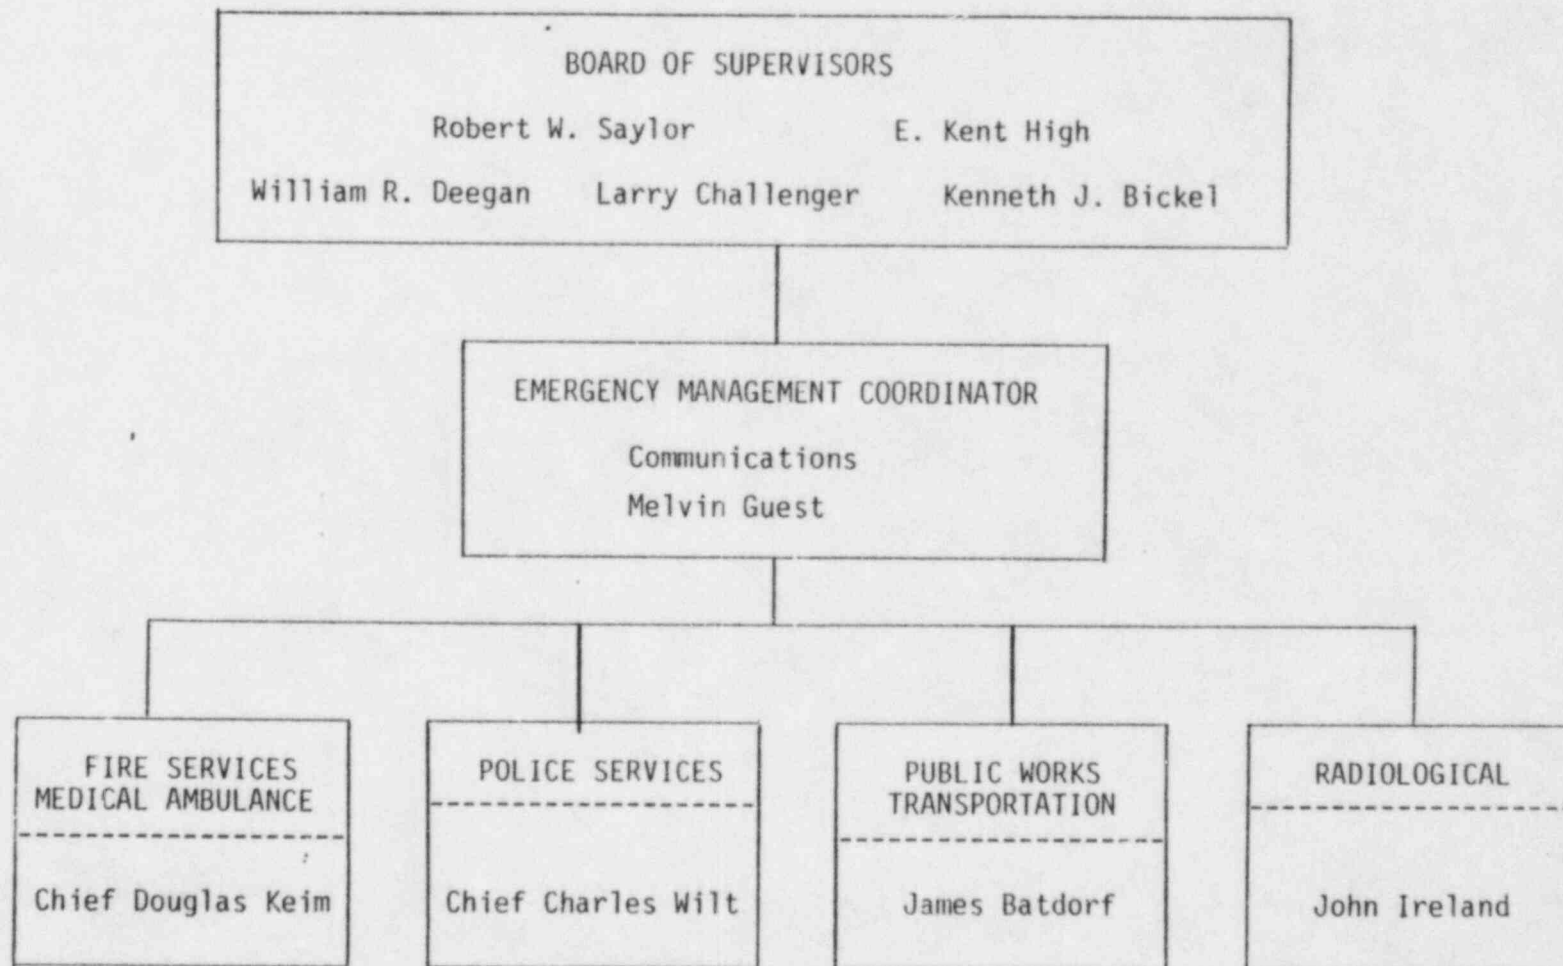 BOARD OF SUPERVISORS
Robert W. Saylor E. Kent High
William R. Deegan Larry Challenger Kenneth J. Bickel
EMERGENCY MANAGEMENT COORDINATOR
Communications
Melvin Guest
FIRE SERVICES
MEDICAL AMBULANCE
Chief Douglas Keim
POLICE SERVICES
Chief Charles Wilt
PUBLIC WORKS
TRANSPORTATION
James Batdorf
RADIOLOGICAL
John Ireland